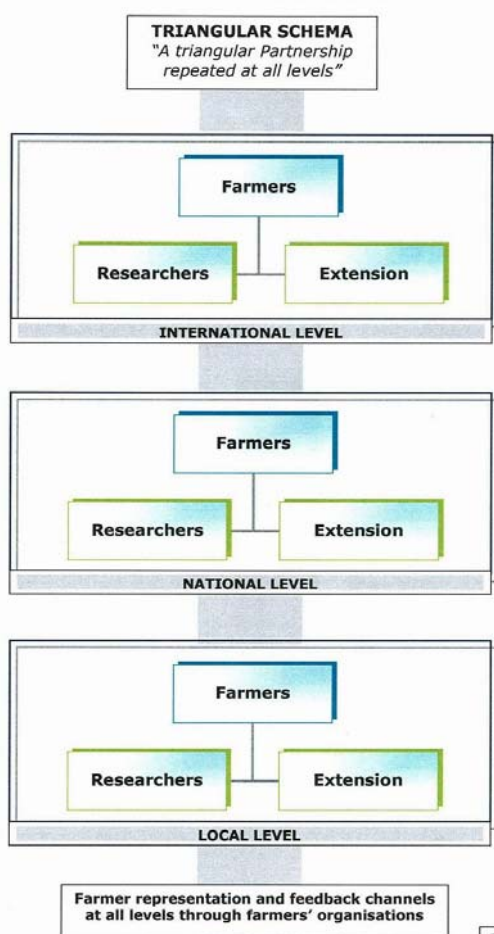 TRIANGULAR SCHEMA
"A triangular Partnership
repeated at all levels"
Farmers
Researchers
Extension
INTERNATIONAL LEVEL
Farmers
Researchers
Extension
NATIONAL LEVEL
Farmers
Researchers
Extension
LOCAL LEVEL
Farmer representation and feedback channels
at all levels through farmers' organisations